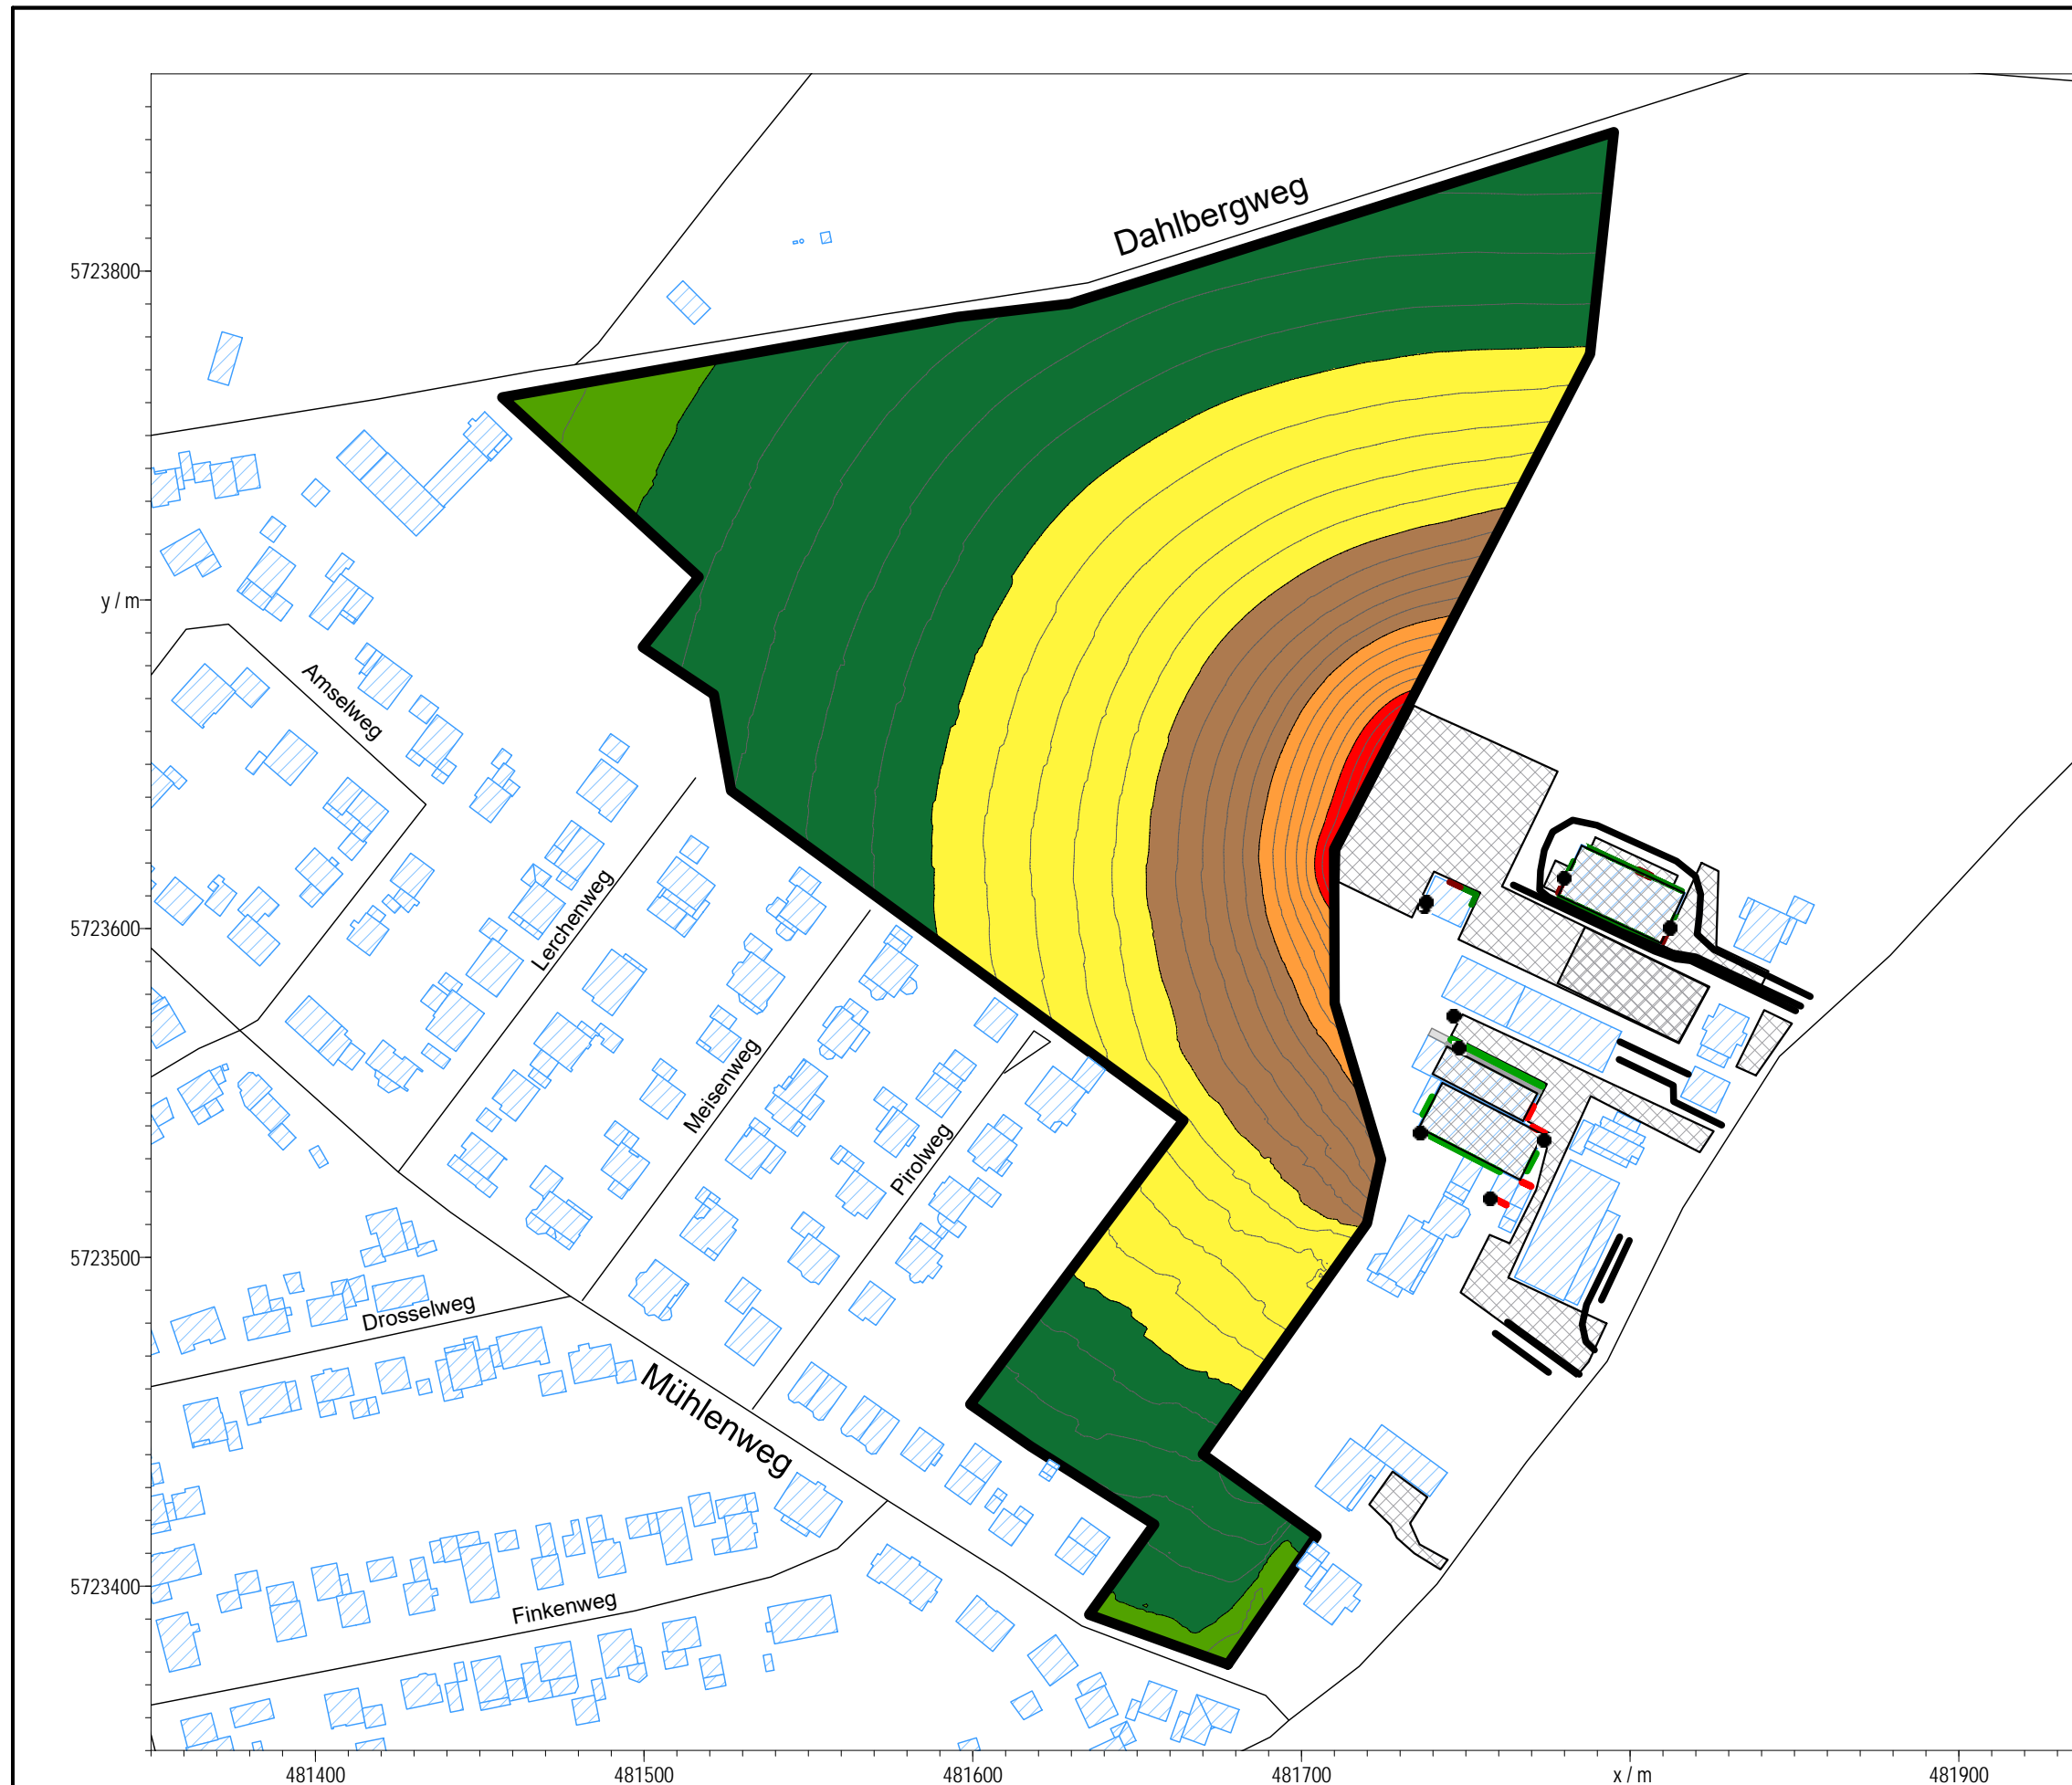 Dahlbergweg
5723800
y / m
Amselweg
Lerchenweg
5723600
Meisenweg
Pirolweg
5723500
Drosselweg
Mühlenweg
5723400
Finkenweg
481400
481500
481600
481700
x / m
481900